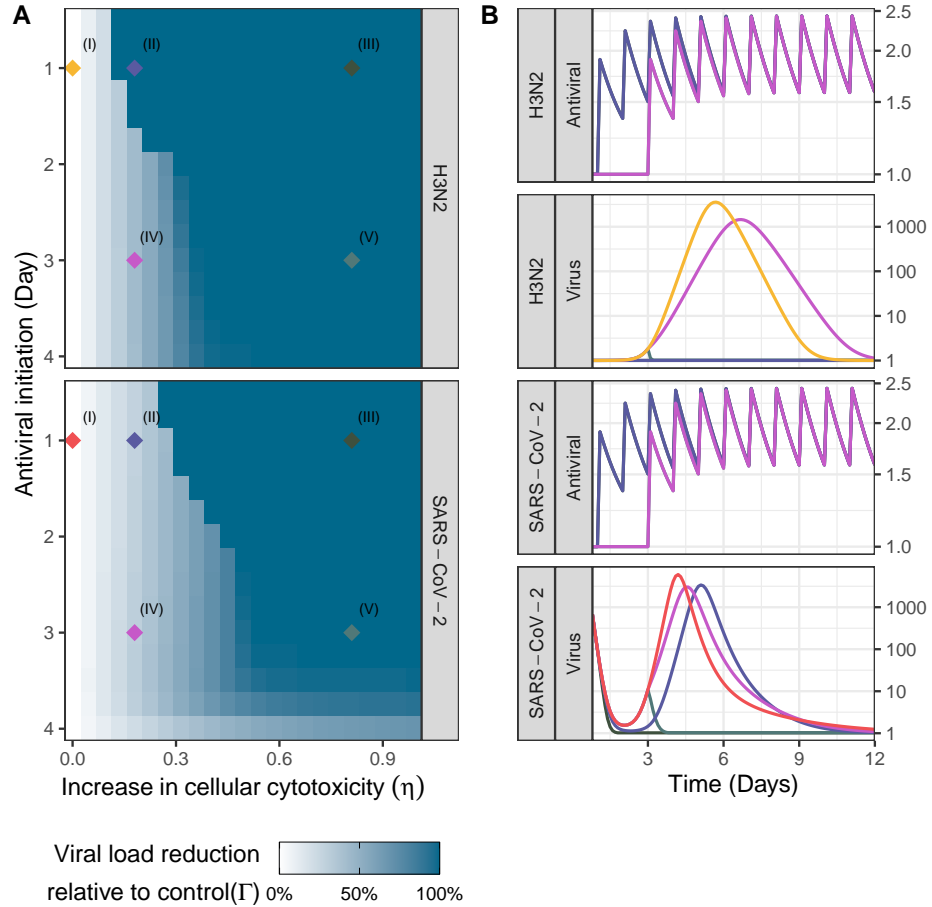 A
(I)
(II)
(III)
(IV)
(V)
1
2
3
4
H3N2
(I)
(II)
(III)
(IV)
(V)
1
2
3
4
SARS−CoV−2
Antiviral initiation (Day)
0.0
0.3
0.6
0.9
Increase in cellular cytotoxicity (η)
Viral load reduction
relative to control(Γ)
0%
50%
100%
B
H3N2
Antiviral
2.5
2.0
1.5
1.0
H3N2
Virus
1000
100
10
1
SARS−CoV−2
Antiviral
2.5
2.0
1.5
1.0
SARS−CoV−2
Virus
1000
100
10
1
3
6
9
12
Time (Days)